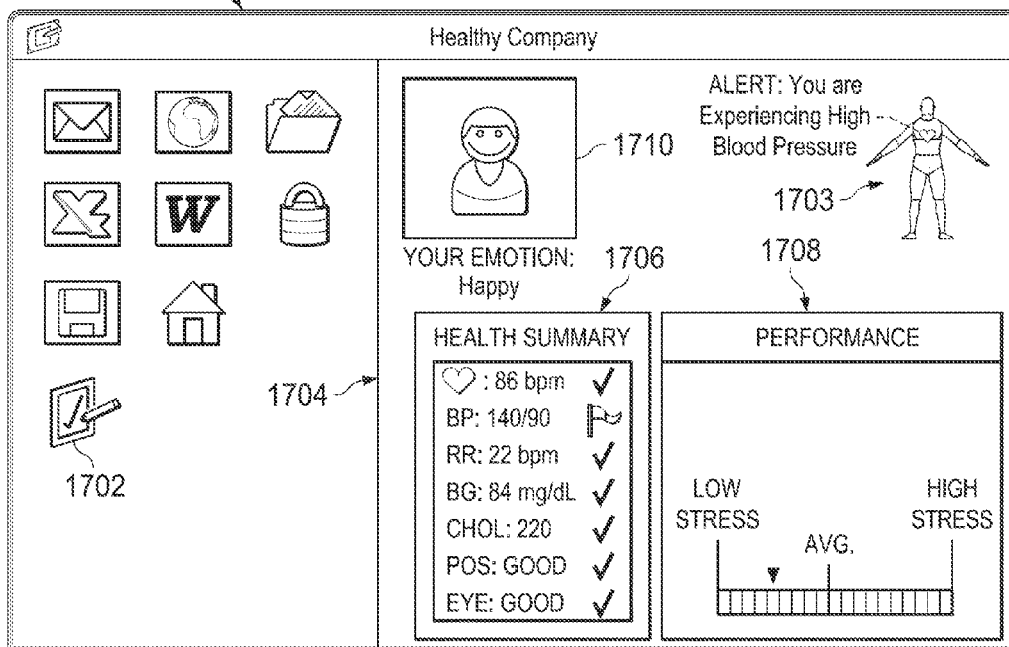 Healthy Company
W
1702
1704
1710
YOUR EMOTION:
Happy
ALERT: You are
Experiencing High
Blood Pressure
1703
1706
HEALTH SUMMARY
: 86 bpm
BP: 140/90
RR: 22 bpm
BG: 84 mg/dL
CHOL: 220
POS: GOOD
EYE: GOOD
1708
PERFORMANCE
LOW
STRESS
AVG.
HIGH
STRESS